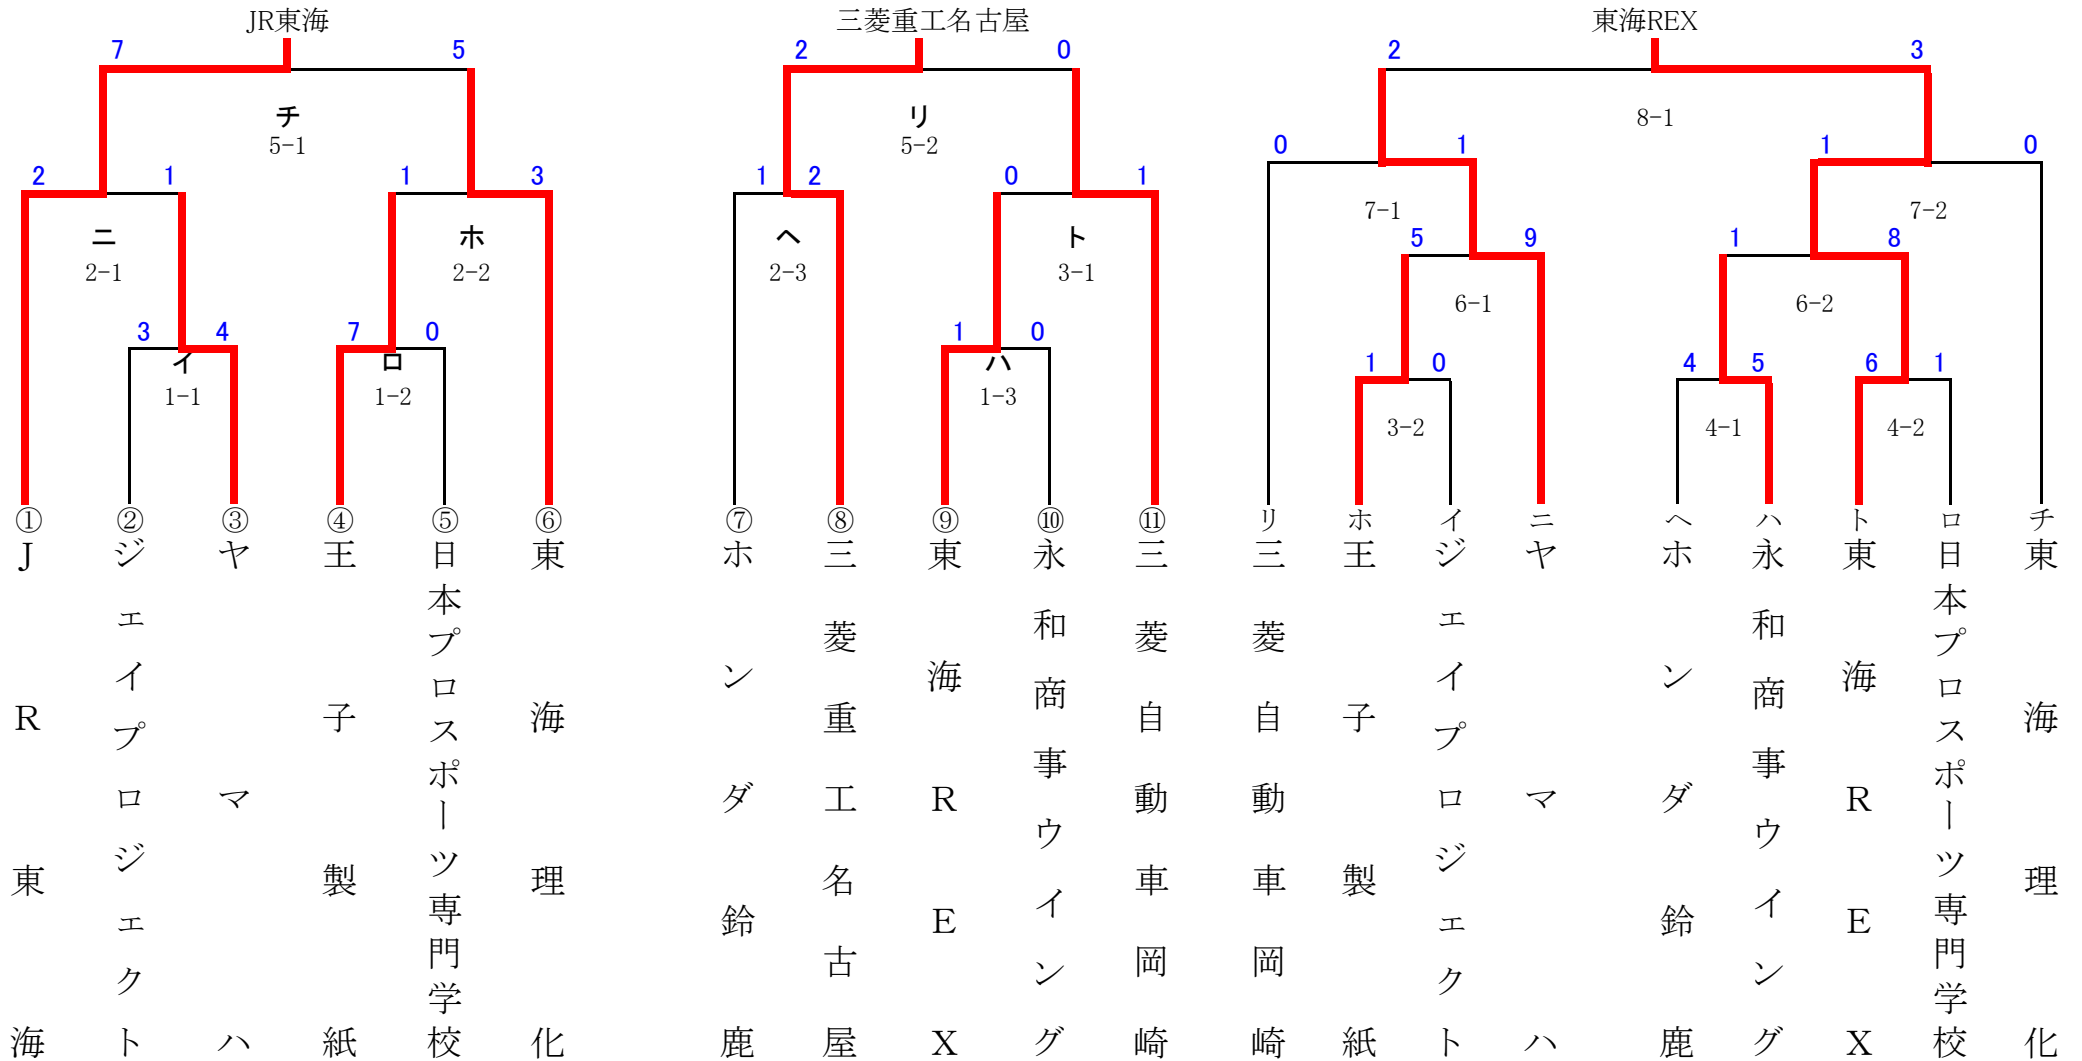 JR東海
三菱重工名古屋
東海REX
7 5
2 0
2 3
チ
5-1
リ
5-2
8-1
0 1
1 0
2 1
1 3
1 2
0 1
7-1
7-2
ニ
2-1
ホ
2-2
ヘ
2-3
ト
3-1
5 9
1 8
6-1
6-2
3 4
7 0
1 0
イ
1-1
ロ
1-2
ハ
1-3
1 0
4 5
6 1
3-2
4-1
4-2
①
JR東海
②
ジェイプロジェクト
③
ヤマハ
④
王子製紙
⑤
日本プロスポーツ専門学校
⑥
東海理化
⑦
ホンダ鈴鹿
⑧
三菱重工名古屋
⑨
東海REX
⑩
永和商事ウイング
⑪
三菱自動車岡崎
リ
三菱自動車岡崎
ホ
王子製紙
イ
ジェイプロジェクト
ニ
ヤマハ
ヘ
ホンダ鈴鹿
ハ
永和商事ウイング
ト
東海REX
ロ
日本プロスポーツ専門学校
チ
東海理化